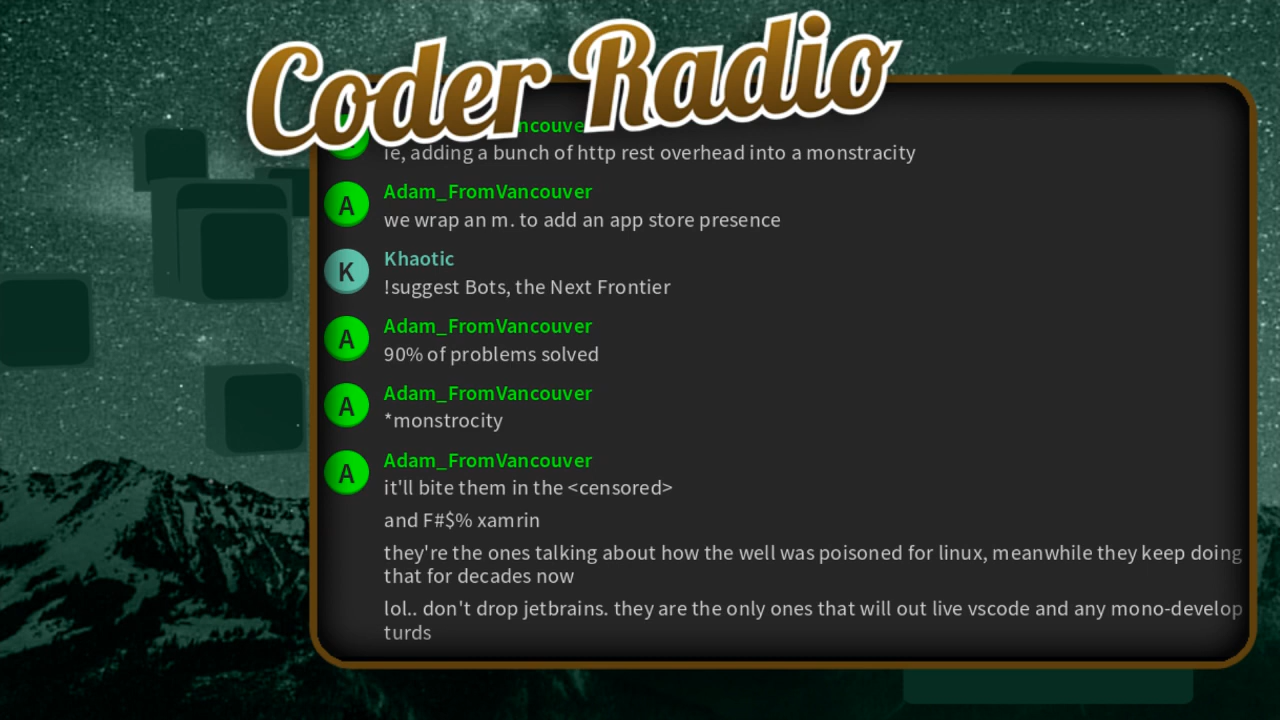 Coder Radio
ncouve
ie, adding a bunch of http rest overhead into a monstracity
A
Adam_FromVancouver
we wrap an m. to add an app store presence
K
Khaotic
!suggest Bots, the Next Frontier
A
Adam_FromVancouver
90% of problems solved
A
Adam_FromVancouver
*monstrocity
A
Adam_FromVancouver
it'll bite them in the <censored>
and F#$% xamrin
they're the ones talking about how the well was poisoned for linux, meanwhile they keep doing
that for decades now
lol.. don't drop jetbrains. they are the only ones that will out live vscode and any mono-develop
turds